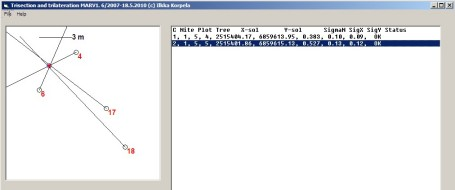 Trisection and trilateration MARV1. 6/2007-18.5.2010 (c) Ilkka Korpela
Help
3 m
4
6
17
18
C Mite Plot Tree X-sol Y-sol SigmaH SigX SigY Status
1, 1, 5, 4, 2515404.17, 6859613.95, 0.383, 0.10, 0.09, OK
2, 1, 5, 5, 2515401.86, 6859615.13, 0.527, 0.13, 0.12, OK